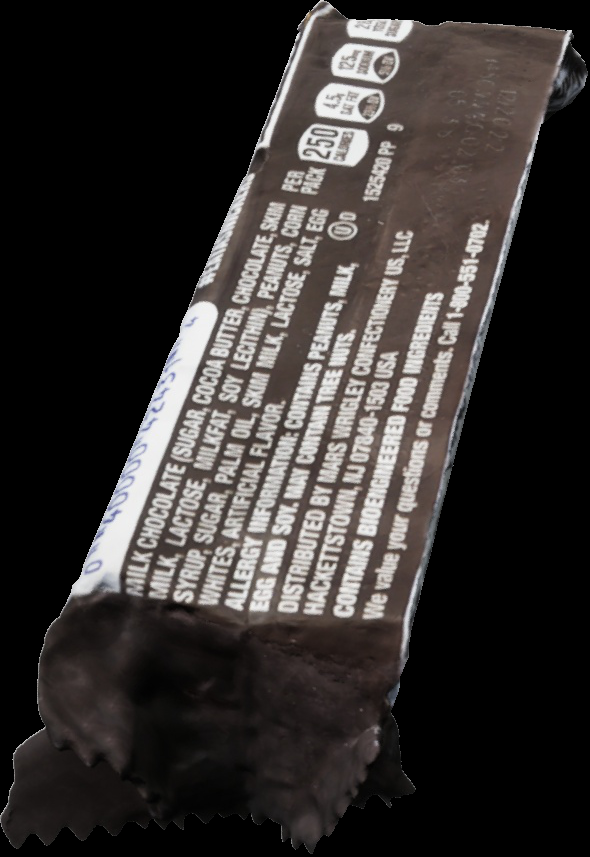 MILK CHOCOLATE (SUGAR, COCOA BUTTER, CHOCOLATE, SKIM
MILK, LACTOSE, MILKFAT, SOY LECITHIN), PEANUTS, CORN
SYRUP, SUGAR, PALM OIL, SKIM MILK, LACTOSE, SALT, EGG
WHITES, ARTIFICIAL FLAVOR.
ALLERGY INFORMATION: CONTAINS PEANUTS, MILK,
EGG AND SOY. MAY CONTAIN TREE NUTS.
DISTRIBUTED BY MARS WRIGLEY CONFECTIONERY US, LLC
HACKETTSTOWN, NJ 07840-1503 USA
CONTAINS BIOENGINEERED FOOD INGREDIENTS
We value your questions or comments. Call 1-800-551-0702.
PER
PACK
250
CALORIES
4.5g
SAT FAT
125mg
SODIUM
U D
1525420 PP 9